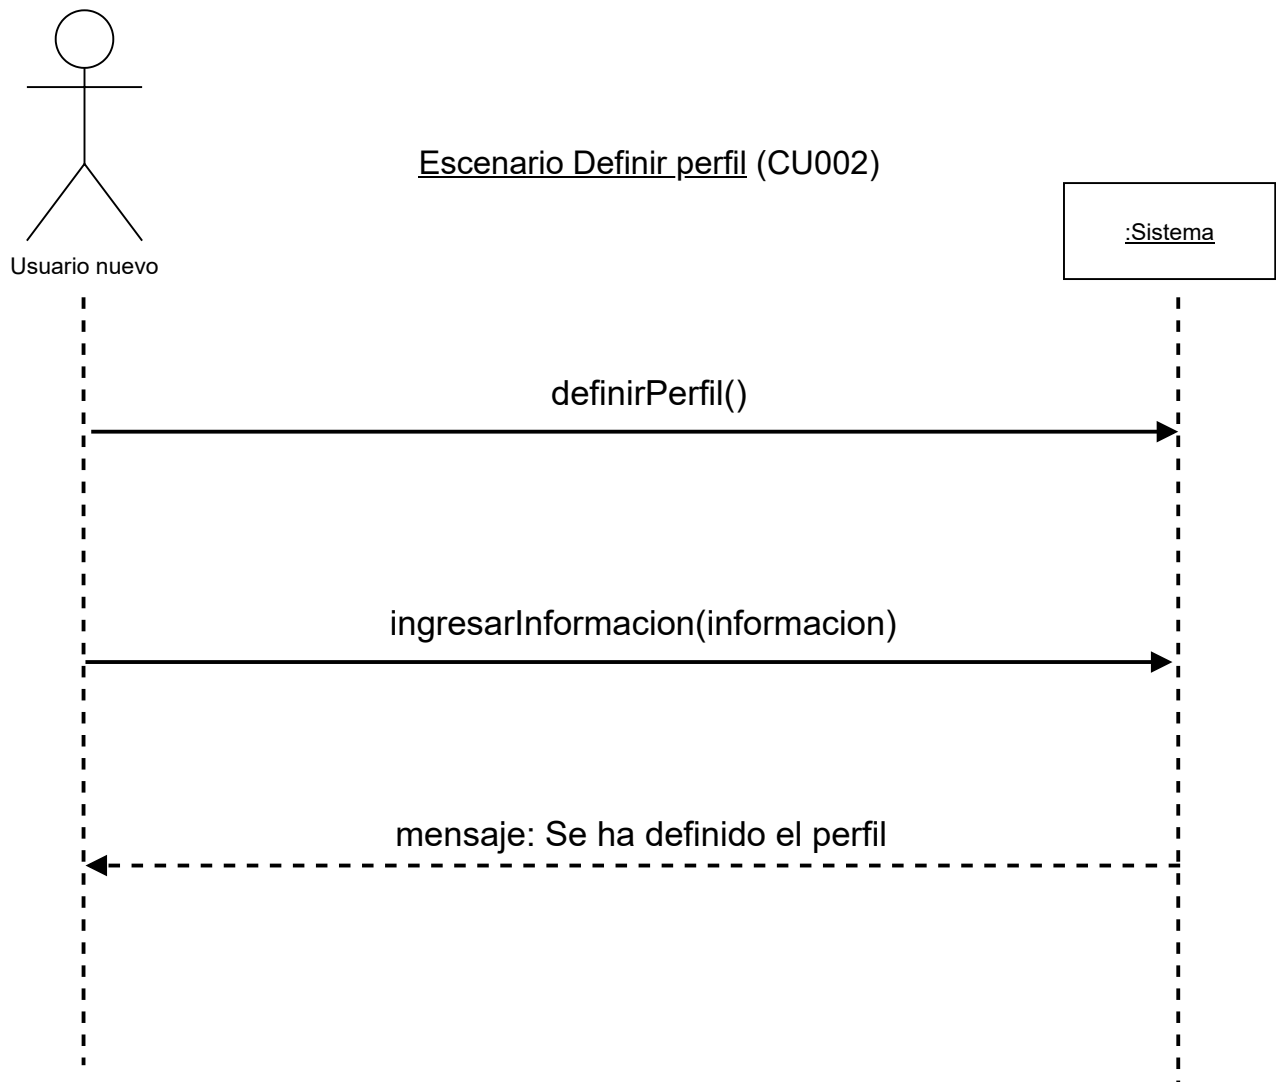 Escenario Definir perfil (CU002)
:Sistema
Usuario nuevo
definirPerfil()
ingresarInformacion(informacion)
mensaje: Se ha definido el perfil